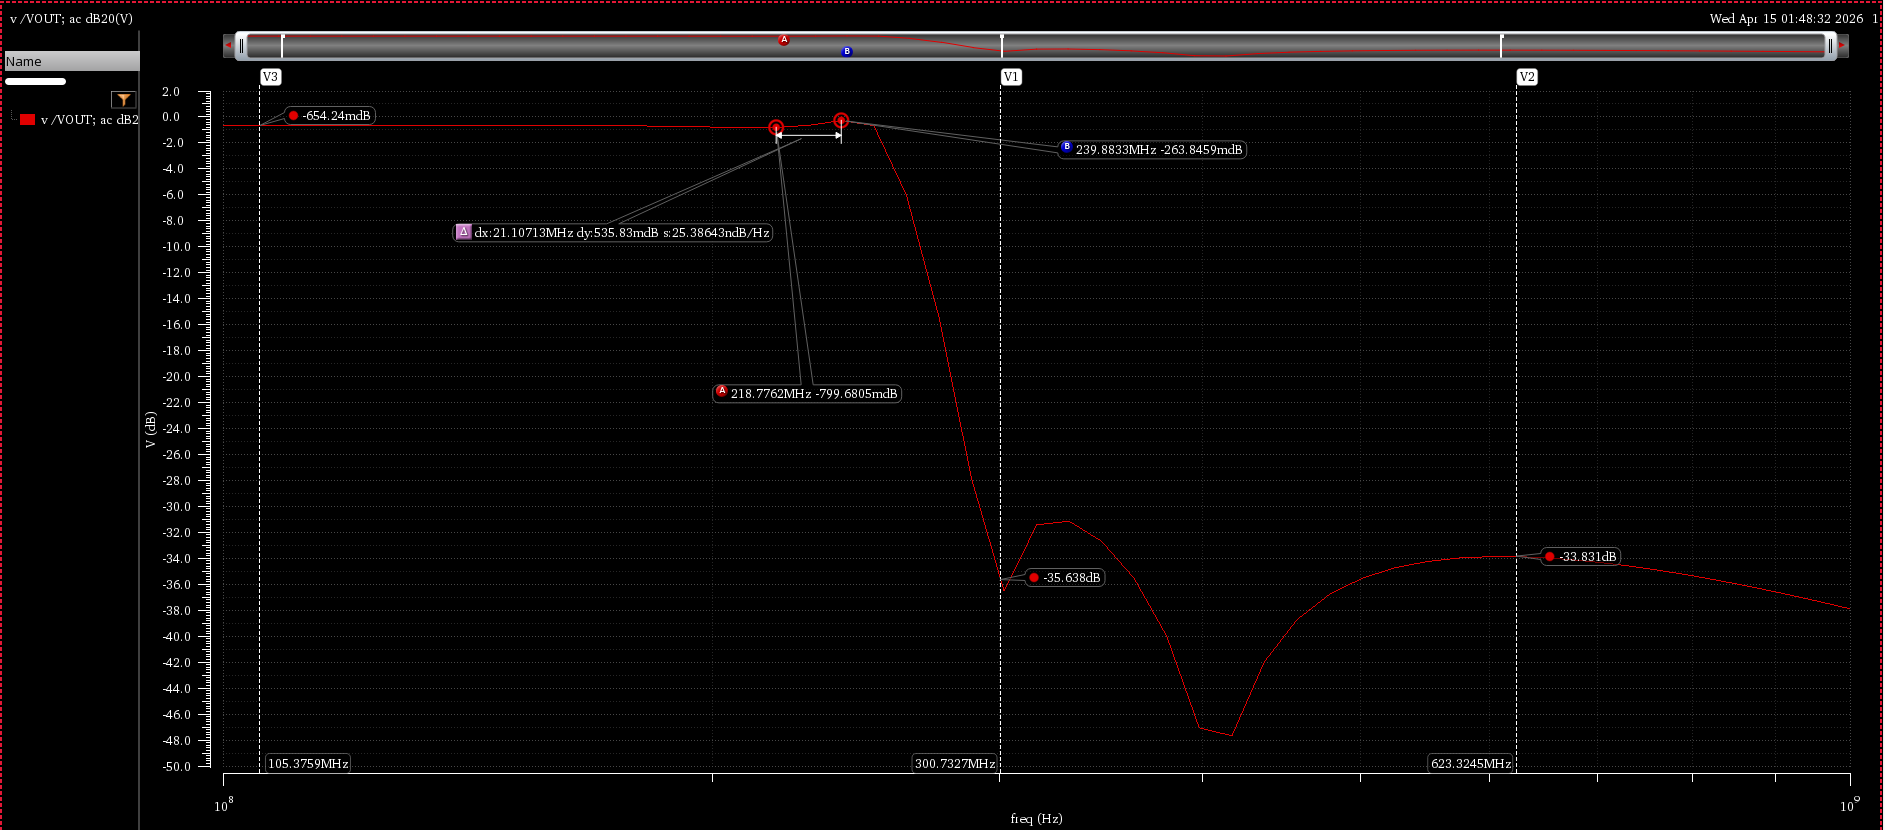 v /VOUT; ac dB20(V)
Wed Apr 15 01:48:32 2026 1
Name
v /VOUT; ac dB2
A
B
V3
V1
V2
2.0
0.0
-2.0
-4.0
-6.0
-8.0
-10.0
-12.0
-14.0
-16.0
-18.0
-20.0
-22.0
-24.0
-26.0
-28.0
-30.0
-32.0
-34.0
-36.0
-38.0
-40.0
-42.0
-44.0
-46.0
-48.0
-50.0
V (dB)
-654.24mdB
B 239.8833MHz -263.8459mdB
Δ dx:21.10713MHz dy:535.83mdB s:25.38643ndB/Hz
A 218.7762MHz -799.6805mdB
-33.831dB
-35.638dB
105.3759MHz
300.7327MHz
623.3245MHz
10⁸
10⁹
freq (Hz)